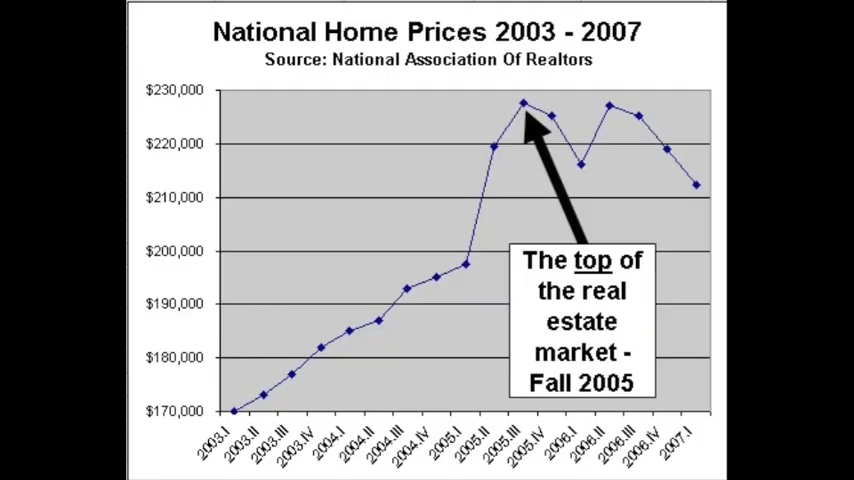 National Home Prices 2003 - 2007
Source: National Association Of Realtors
$230,000
$220,000
$210,000
$200,000
$190,000
$180,000
$170,000
The top of
the real
estate
market -
Fall 2005
2003.I
2003.II
2003.III
2003.IV
2004.I
2004.II
2004.III
2004.IV
2005.I
2005.II
2005.III
2005.IV
2006.I
2006.II
2006.III
2006.IV
2007.I